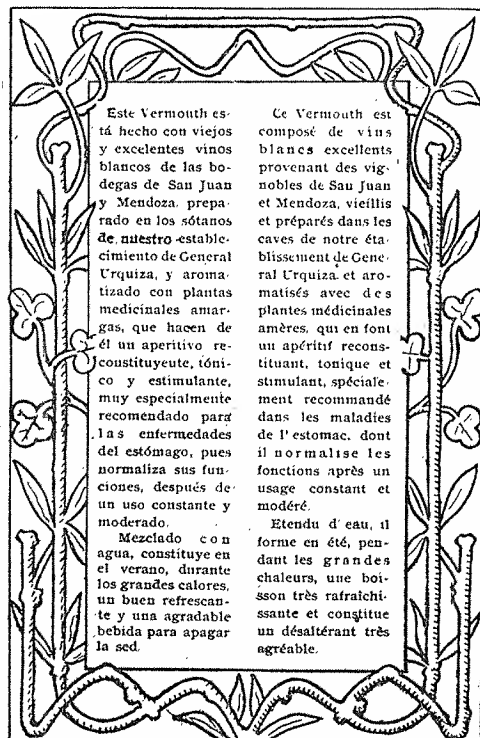 Este Vermouth es-
tá hecho con viejos
y excelentes vinos
blancos de las bo-
degas de San Juan
y Mendoza, prepa-
rado en los sótanos
de nuestro estable-
cimiento de General
Urquiza, y aroma-
tizado con plantas
medicinales amar-
gas, que hacen de
él un aperitivo re-
constituyeute, tóni-
co y estimulante,
muy especialmente
recomendado para
las enfermedades
del estómago, pues
normaliza sus fun-
ciones, después de
un uso constante y
moderado.
Mezclado con
agua, constituye en
el verano, durante
los grandes calores,
un buen refrescan-
te y una agradable
bebida para apagar
la sed.
Ce Vermouth est
composé de vins
blancs excellents
provenant des vig-
nobles de San Juan
et Mendoza, vieíllis
et préparés dans les
caves de notre éta-
blissement de Gene-
ral Urquiza et aro-
matisés avec des
plantes médicinales
amères, qui en font
un apéritif recons-
tituant, tonique et
stimulant, spéciale-
ment recommandé
dans les maladies
de l'estomac, dont
il normalise les
fonctions après un
usage constant et
modéré.
Etendu d'eau, il
forme en été, pen-
dant les grandes
chaleurs, une boi-
sson très rafraîchi-
ssante et constitue
un désaltérant très
agréable.